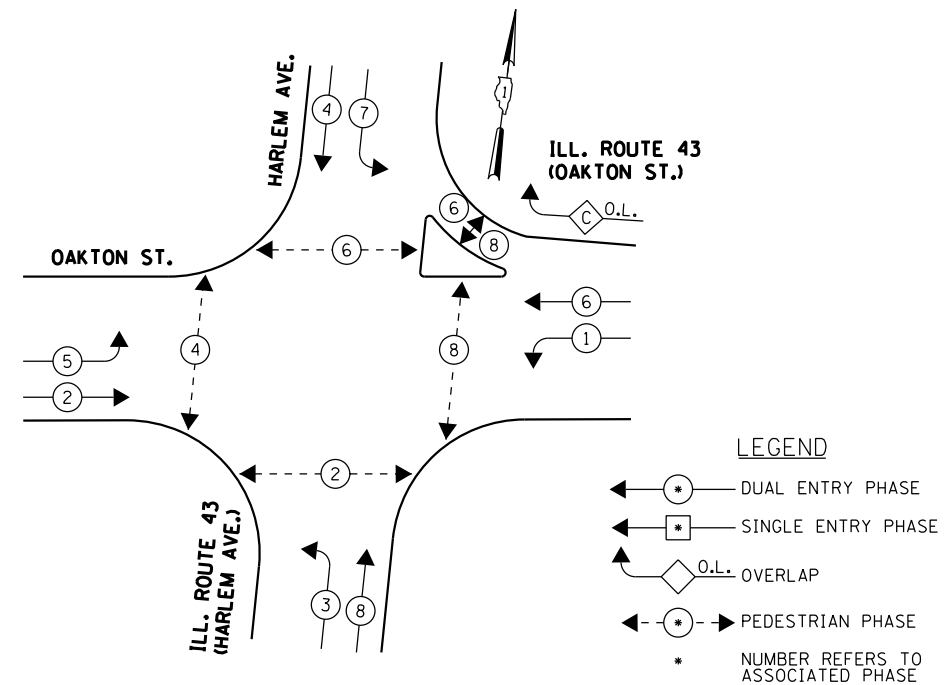 HARLEM AVE.
4
7
1
ILL. ROUTE 43
(OAKTON ST.)
6
C
O.L.
8
OAKTON ST.
6
6
1
5
4
8
2
2
ILL. ROUTE 43
(HARLEM AVE.)
3
8
LEGEND
* DUAL ENTRY PHASE
* SINGLE ENTRY PHASE
O.L. OVERLAP
* PEDESTRIAN PHASE
* NUMBER REFERS TO
ASSOCIATED PHASE